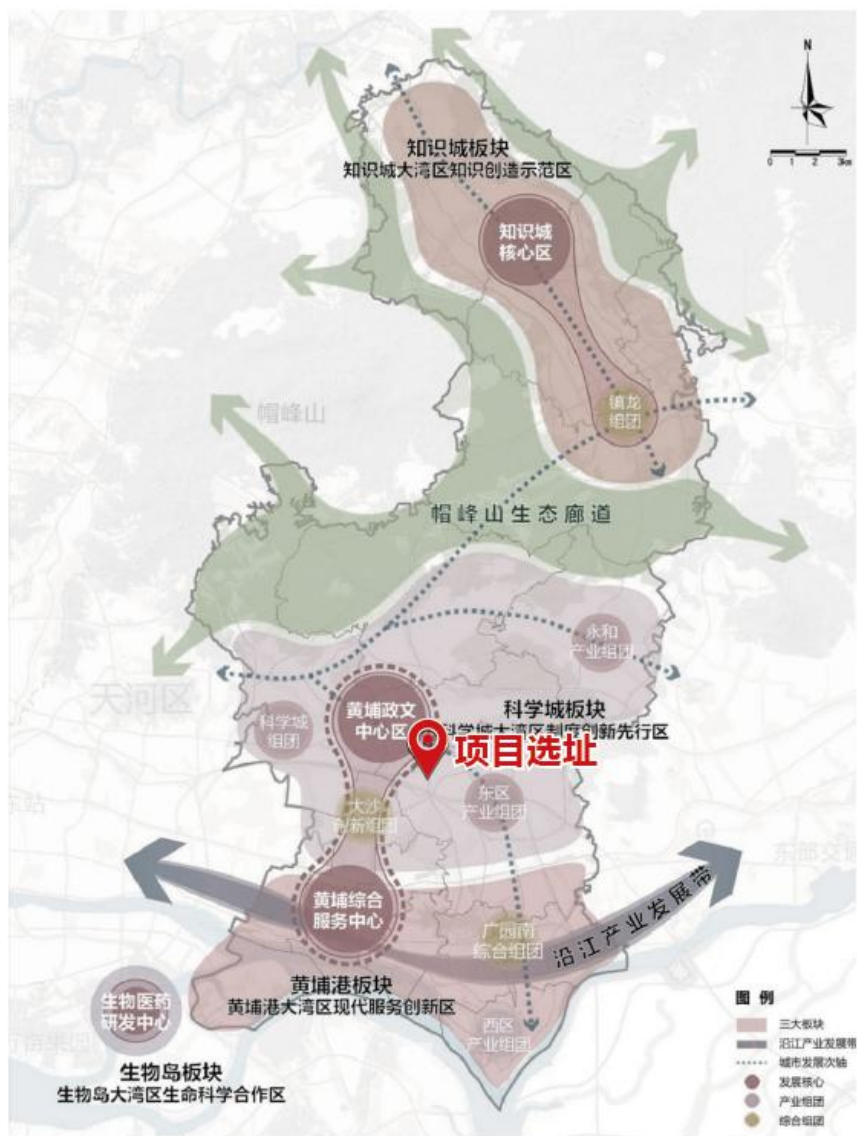 N
0 1 2 3km
知识城板块
知识城大湾区知识创造示范区
知识城
核心区
镇龙
组团
帽峰山
帽峰山生态廊道
永和
产业组团
天河区
科学城
组团
黄埔政文
中心区
科学城板块
科学城大湾区制度创新先行区
项目选址
大沙
创新组团
东区
产业组团
东部交通
黄埔综合
服务中心
广园南
综合组团
沿江产业发展带
黄埔港板块
黄埔港大湾区现代服务创新区
生物医药
研发中心
西区
产业组团
生物岛板块
生物岛大湾区生命科学合作区
图 例
三大板块
沿江产业发展带
城市发展次轴
发展核心
产业组团
综合组团